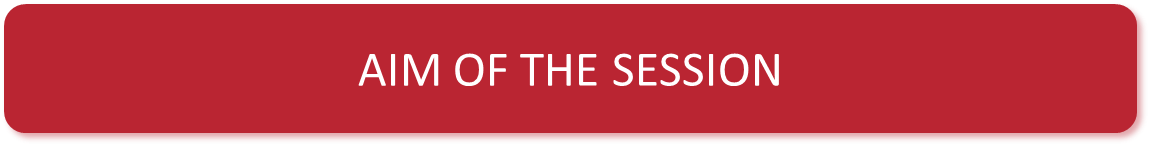 AIM OF THE SESSION